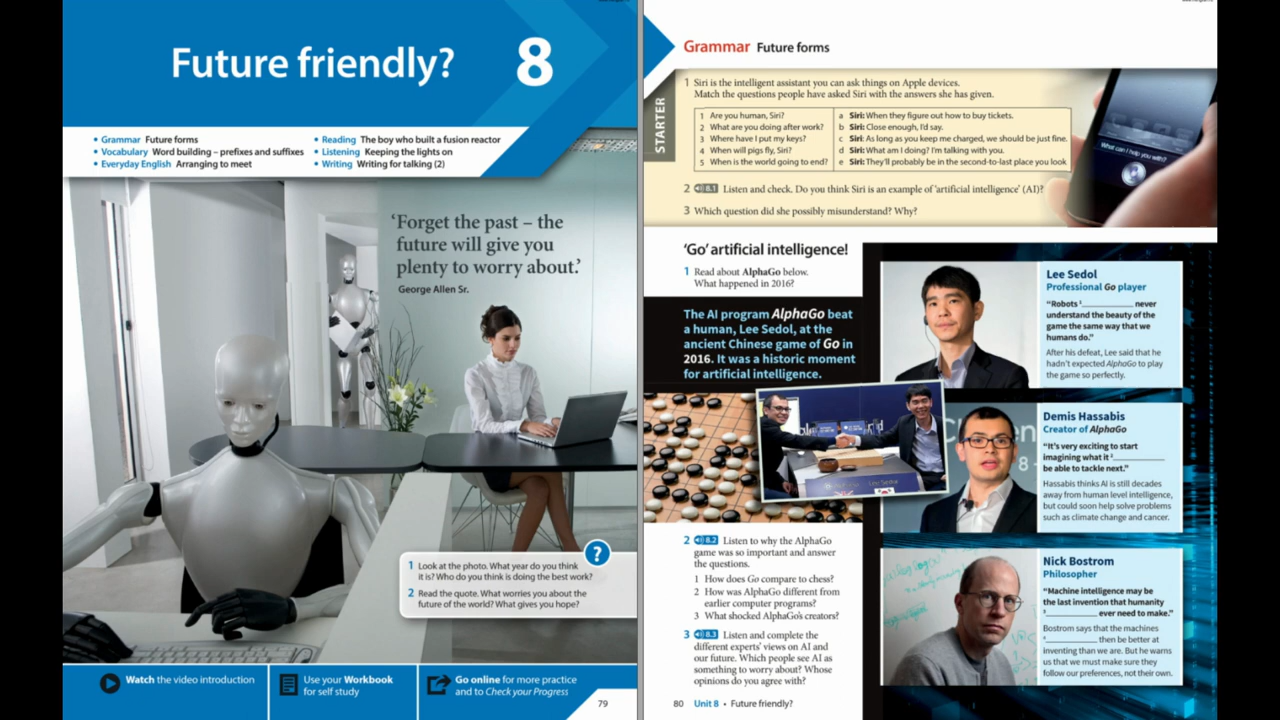 Future friendly?
8
• Grammar Future forms
• Vocabulary Word building – prefixes and suffixes
• Everyday English Arranging to meet
• Reading The boy who built a fusion reactor
• Listening Keeping the lights on
• Writing Writing for talking (2)
‘Forget the past – the
future will give you
plenty to worry about.’
George Allen Sr.
?
1 Look at the photo. What year do you think
it is? Who do you think is doing the best work?
2 Read the quote. What worries you about the
future of the world? What gives you hope?
Watch the video introduction
Use your Workbook
for self study
Go online for more practice
and to Check your Progress
79
Grammar Future forms
STARTER
1 Siri is the intelligent assistant you can ask things on Apple devices.
Match the questions people have asked Siri with the answers she has given.
1 Are you human, Siri?
2 What are you doing after work?
3 Where have I put my keys?
4 When will pigs fly, Siri?
5 When is the world going to end?
a Siri: When they figure out how to buy tickets.
b Siri: Close enough, I'd say.
c Siri: As long as you keep me charged, we should be just fine.
d Siri: What am I doing? I'm talking with you.
e Siri: They'll probably be in the second-to-last place you look
What can I help you with?
2 8.1 Listen and check. Do you think Siri is an example of ‘artificial intelligence’ (AI)?
3 Which question did she possibly misunderstand? Why?
‘Go’ artificial intelligence!
1 Read about AlphaGo below.
What happened in 2016?
The AI program AlphaGo beat
a human, Lee Sedol, at the
ancient Chinese game of Go in
2016. It was a historic moment
for artificial intelligence.
Lee Sedol
2 8.2 Listen to why the AlphaGo
game was so important and answer
the questions.
1 How does Go compare to chess?
2 How was AlphaGo different from
earlier computer programs?
3 What shocked AlphaGo's creators?
3 8.3 Listen and complete the
different experts' views on AI and
our future. Which people see AI as
something to worry about? Whose
opinions do you agree with?
Lee Sedol
Professional Go player
“Robots ¹__________ never
understand the beauty of the
game the same way that we
humans do.”
After his defeat, Lee said that he
hadn't expected AlphaGo to play
the game so perfectly.
Demis Hassabis
Creator of AlphaGo
“It's very exciting to start
imagining what it ²__________
be able to tackle next.”
Hassabis thinks AI is still decades
away from human level intelligence,
but could soon help solve problems
such as climate change and cancer.
Nick Bostrom
Philosopher
“Machine intelligence may be
the last invention that humanity
³__________ ever need to make.”
Bostrom says that the machines
⁴__________ then be better at
inventing than we are. But he warns
us that we must make sure they
follow our preferences, not their own.
80 Unit 8 • Future friendly?